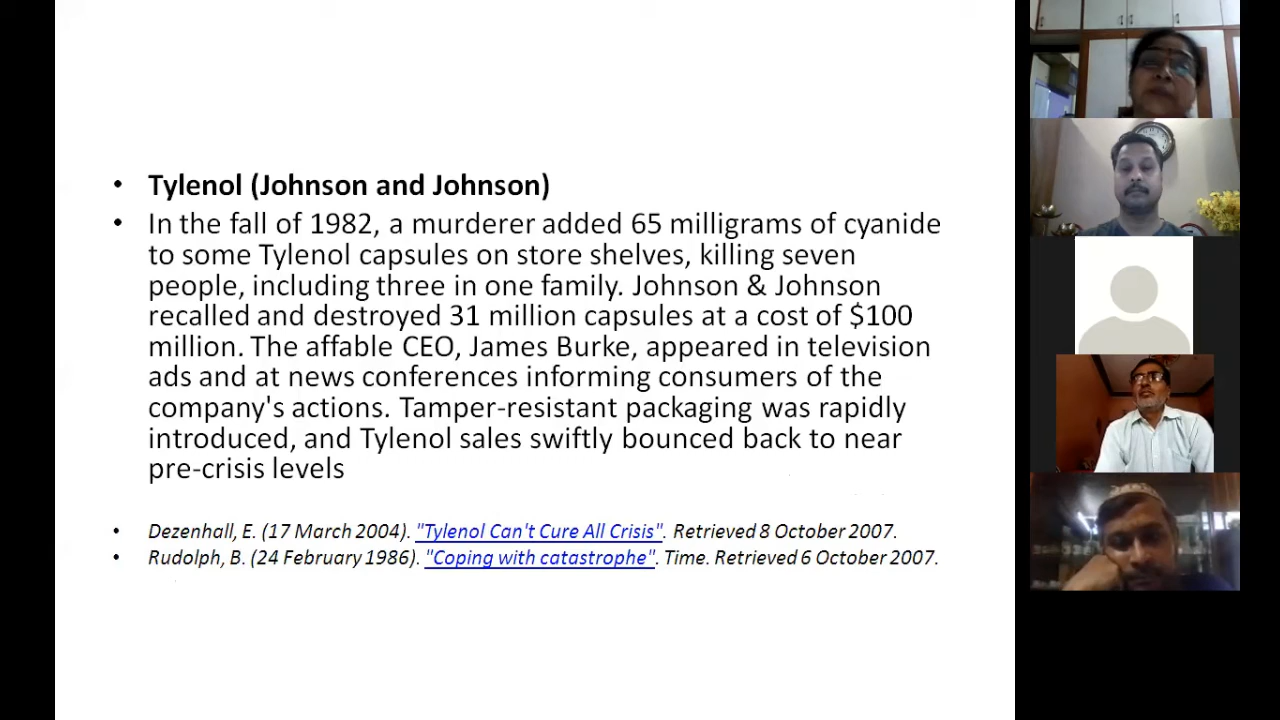 • Tylenol (Johnson and Johnson)
• In the fall of 1982, a murderer added 65 milligrams of cyanide
to some Tylenol capsules on store shelves, killing seven
people, including three in one family. Johnson & Johnson
recalled and destroyed 31 million capsules at a cost of $100
million. The affable CEO, James Burke, appeared in television
ads and at news conferences informing consumers of the
company's actions. Tamper-resistant packaging was rapidly
introduced, and Tylenol sales swiftly bounced back to near
pre-crisis levels
• Dezenhall, E. (17 March 2004). "Tylenol Can't Cure All Crisis". Retrieved 8 October 2007.
• Rudolph, B. (24 February 1986). "Coping with catastrophe". Time. Retrieved 6 October 2007.